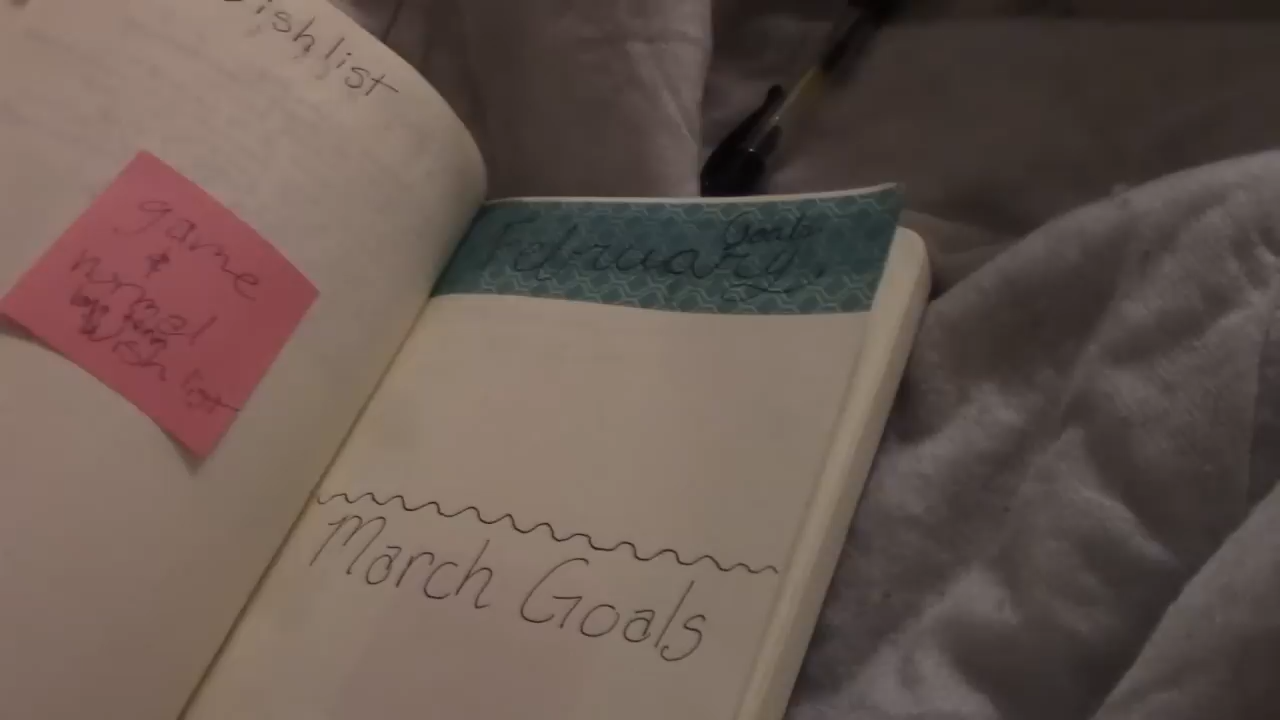 ishlist
game
&
normal
wish list
February Goals
March Goals